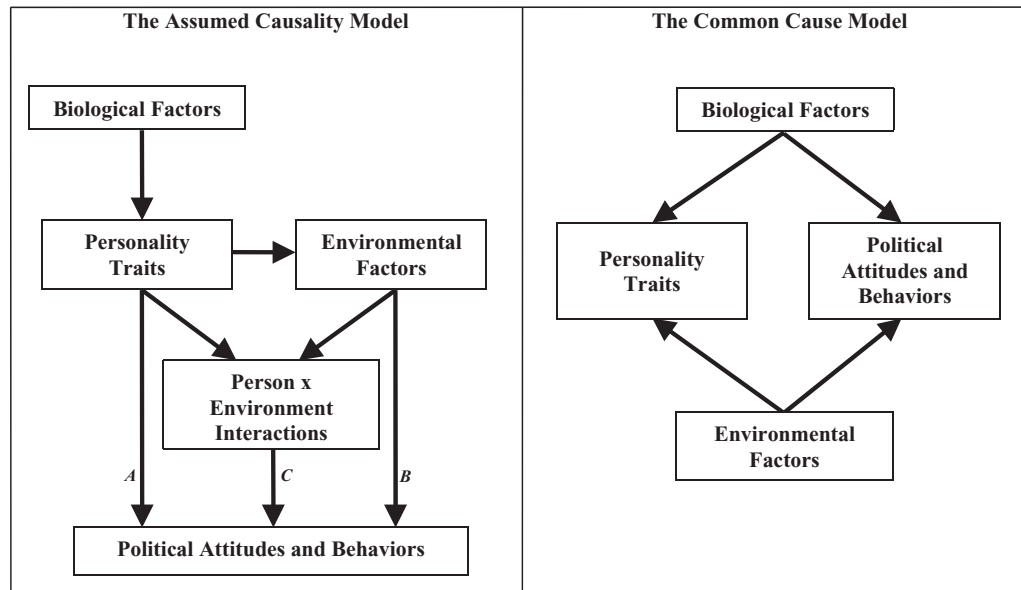 The Assumed Causality Model
Biological Factors
Personality
Traits
Environmental
Factors
Person x
Environment
Interactions
A
C
B
Political Attitudes and Behaviors
The Common Cause Model
Biological Factors
Personality
Traits
Political
Attitudes and
Behaviors
Environmental
Factors